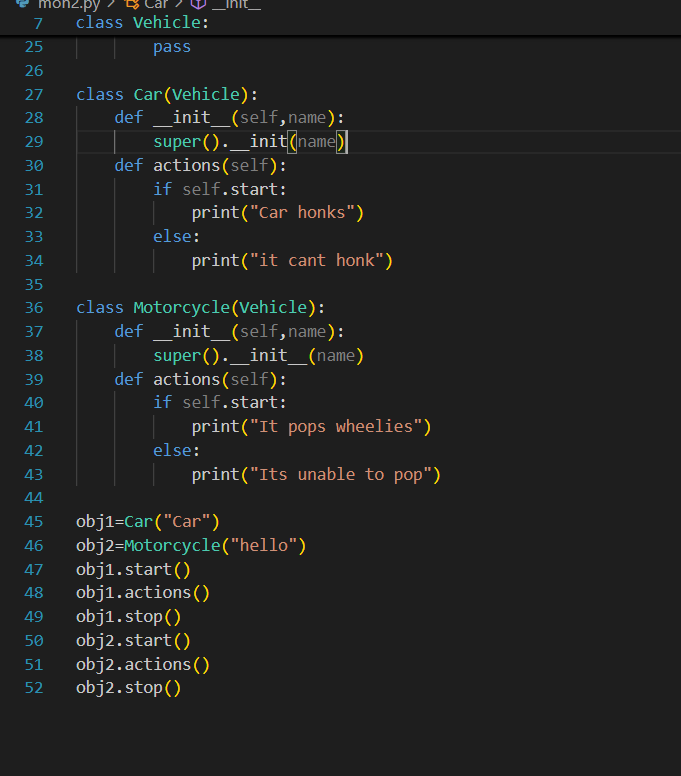 mon2.py > Car > __init__
7 class Vehicle:
25 pass
26
27 class Car(Vehicle):
28 def __init__(self,name):
29 super().__init(name)
30 def actions(self):
31 if self.start:
32 print("Car honks")
33 else:
34 print("it cant honk")
35
36 class Motorcycle(Vehicle):
37 def __init__(self,name):
38 super().__init__(name)
39 def actions(self):
40 if self.start:
41 print("It pops wheelies")
42 else:
43 print("Its unable to pop")
44
45 obj1=Car("Car")
46 obj2=Motorcycle("hello")
47 obj1.start()
48 obj1.actions()
49 obj1.stop()
50 obj2.start()
51 obj2.actions()
52 obj2.stop()